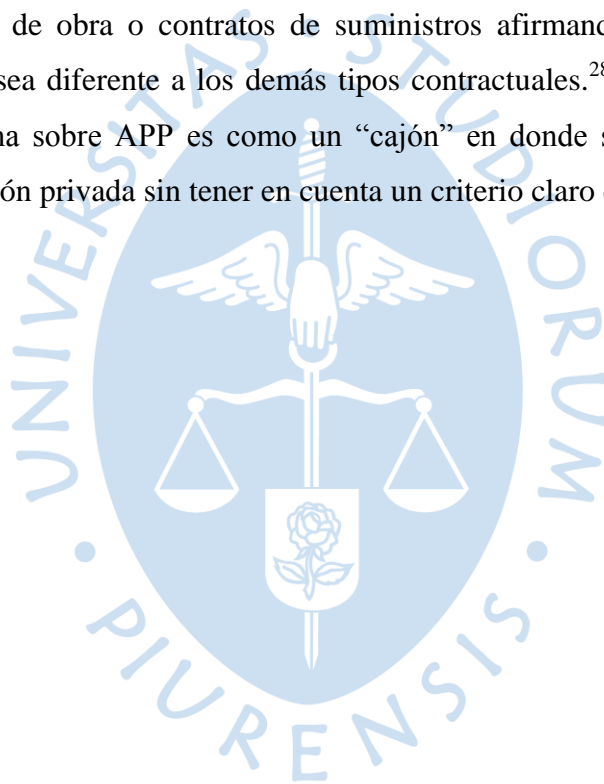 de obra o contratos de suministros afirmand
sea diferente a los demás tipos contractuales.28
na sobre APP es como un “cajón” en donde s
ón privada sin tener en cuenta un criterio claro
UNIVERSITAS STUDIORUM
PIURENSIS